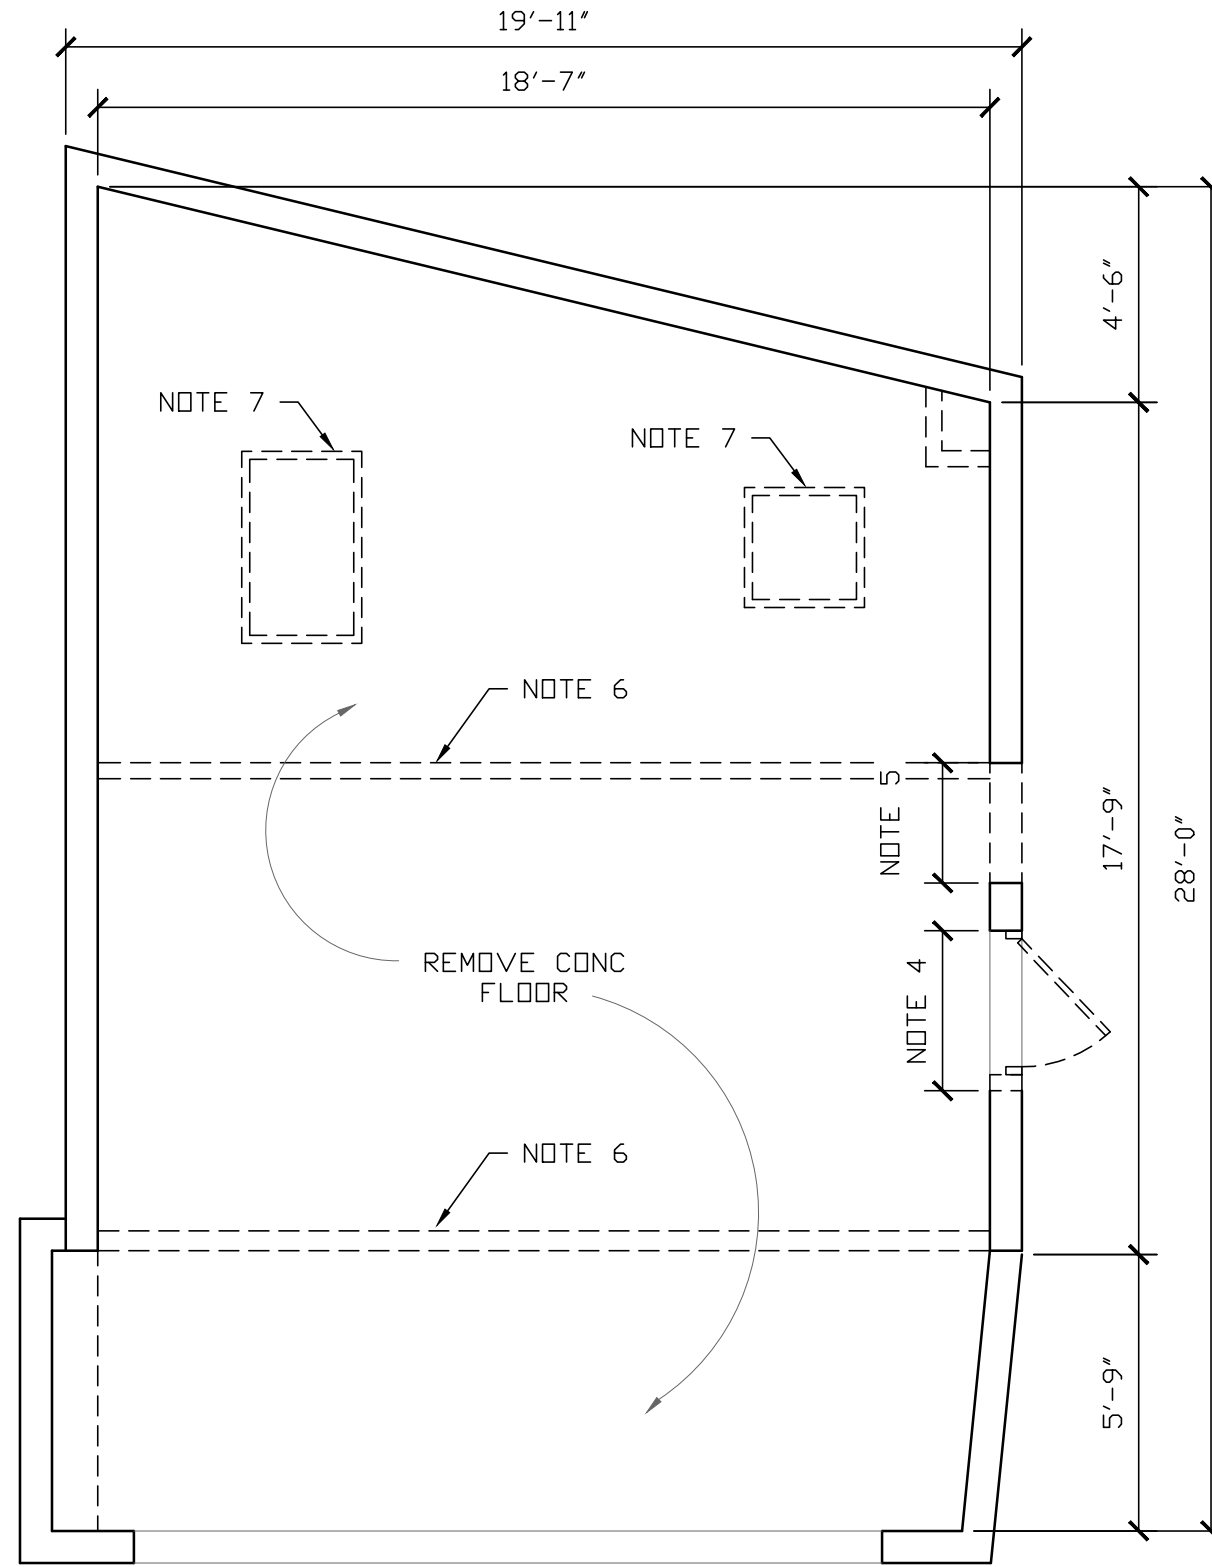 19'-11"
18'-7"
4'-6"
NOTE 7
NOTE 7
NOTE 6
NOTE 5
17'-9"
28'-0"
REMOVE CONC
FLOOR
NOTE 4
NOTE 6
5'-9"